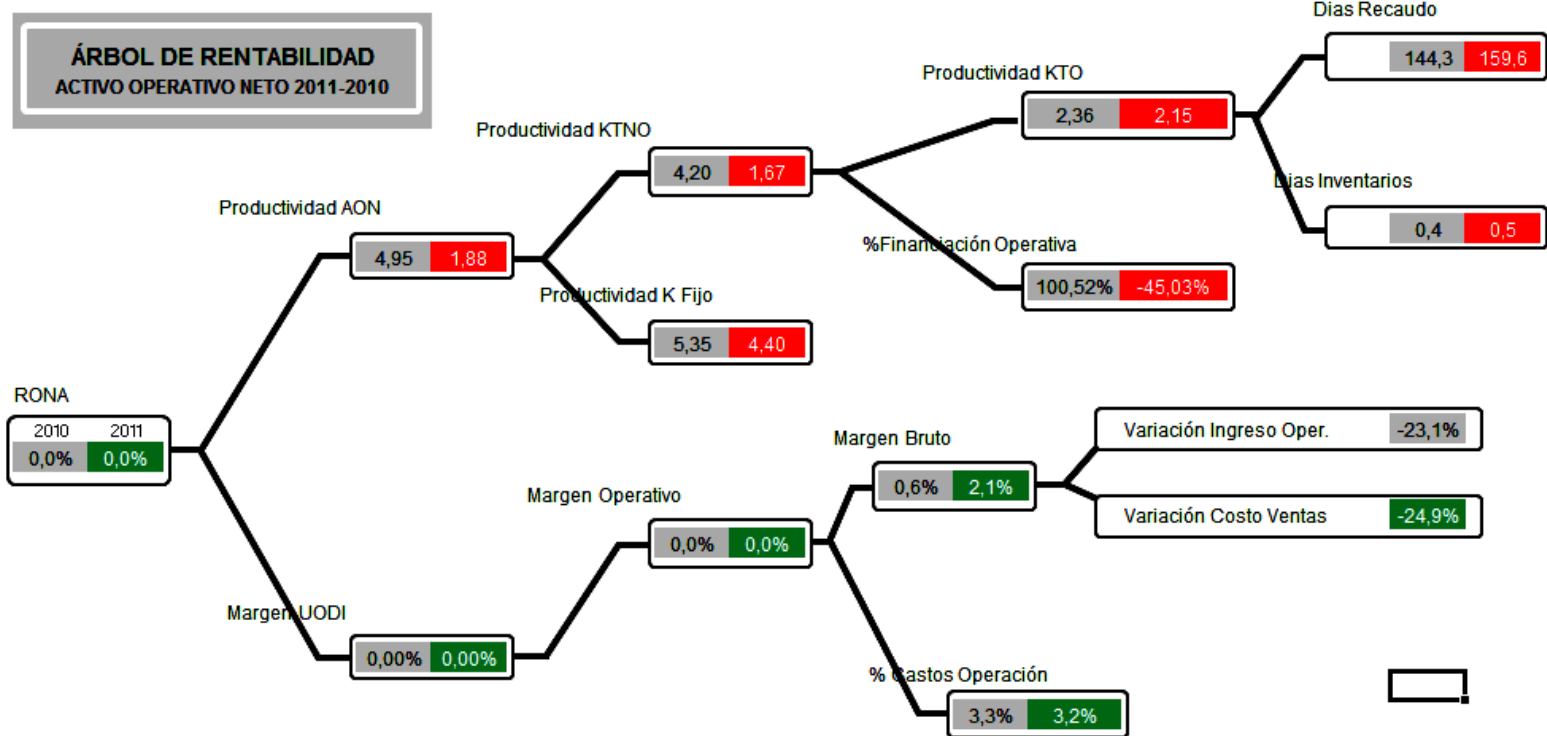 ÁRBOL DE RENTABILIDAD
ACTIVO OPERATIVO NETO 2011-2010
Dias Recaudo
144,3 159,6
Productividad KTO
2,36 2,15
Productividad KTNO
4,20 1,67
Dias Inventarios
0,4 0,5
Productividad AON
4,95 1,88
%Financiación Operativa
100,52% -45,03%
Productividad K Fijo
5,35 4,40
RONA
2010 2011
0,0% 0,0%
Margen Bruto
0,6% 2,1%
Variación Ingreso Oper. -23,1%
Variación Costo Ventas -24,9%
Margen Operativo
0,0% 0,0%
Margen UODI
0,00% 0,00%
% Gastos Operación
3,3% 3,2%